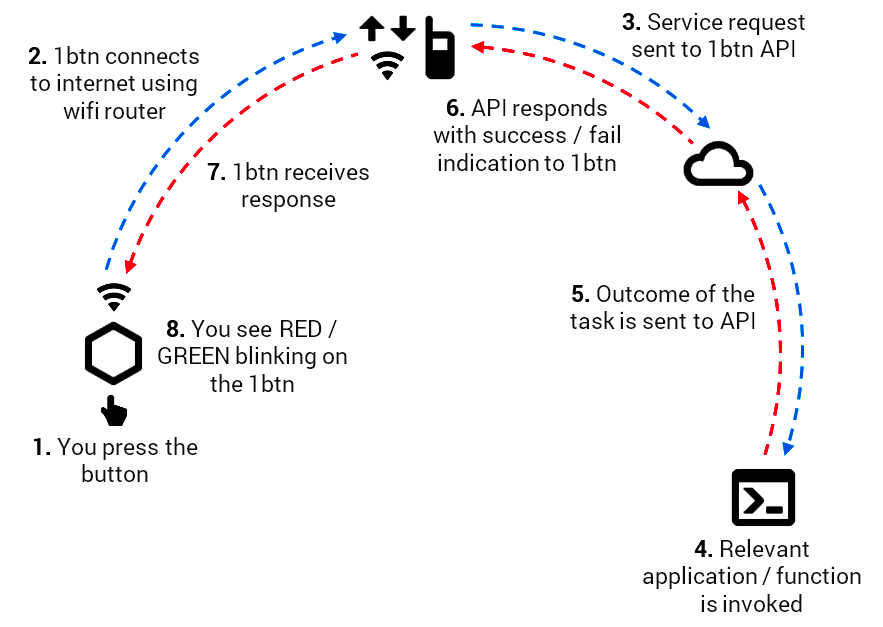 1. You press the
button
2. 1btn connects
to internet using
wifi router
3. Service request
sent to 1btn API
4. Relevant
application / function
is invoked
5. Outcome of the
task is sent to API
6. API responds
with success / fail
indication to 1btn
7. 1btn receives
response
8. You see RED /
GREEN blinking on
the 1btn